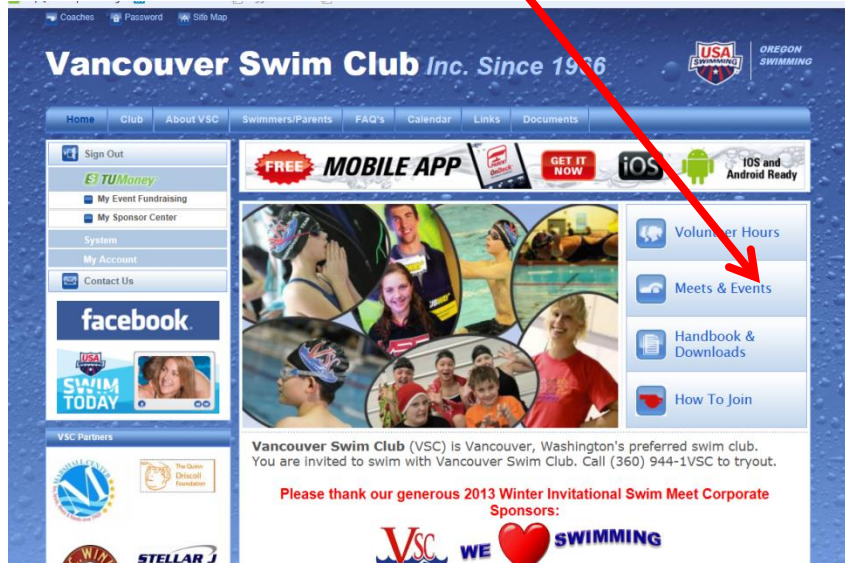 Coaches Password Site Map
Vancouver Swim Club Inc. Since 1966
USA
SWIMMING
OREGON
SWIMMING
Home Club About VSC Swimmers/Parents FAQ's Calendar Links Documents
Sign Out
TUMoney
My Event Fundraising
My Sponsor Center
System
My Account
Contact Us
facebook
USA
SWIM
TODAY
VSC Partners
MARSHALL CENTER
The Quinn
Driscoll
Foundation
STELLAR J
FREE MOBILE APP
OnDeck
GET IT
NOW
iOS
IOS and
Android Ready
Volunteer Hours
Meets & Events
Handbook &
Downloads
How To Join
Vancouver Swim Club (VSC) is Vancouver, Washington's preferred swim club.
You are invited to swim with Vancouver Swim Club. Call (360) 944-1VSC to tryout.
Please thank our generous 2013 Winter Invitational Swim Meet Corporate
Sponsors:
VSC WE SWIMMING